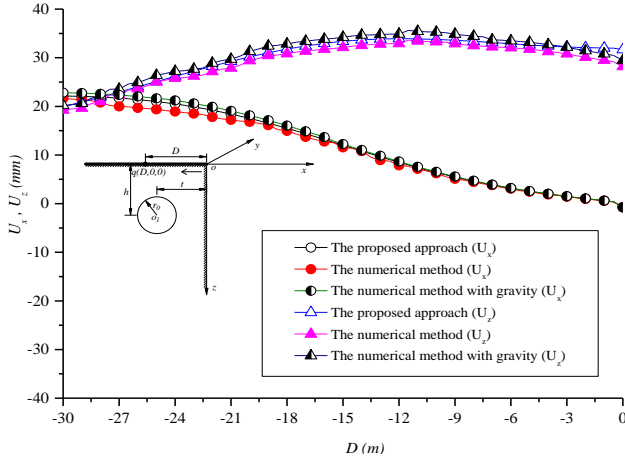 40
30
20
10
0
-10
-20
-30
-40
U_x , U_z (mm)
D
y
q(D,0,0)
o
x
h
t
r_0
o_1
z
The proposed approach (U_x)
The numerical method (U_x)
The numerical method with gravity (U_x)
The proposed approach (U_z)
The numerical method (U_z)
The numerical method with gravity (U_z)
-30 -27 -24 -21 -18 -15 -12 -9 -6 -3 0
D (m)